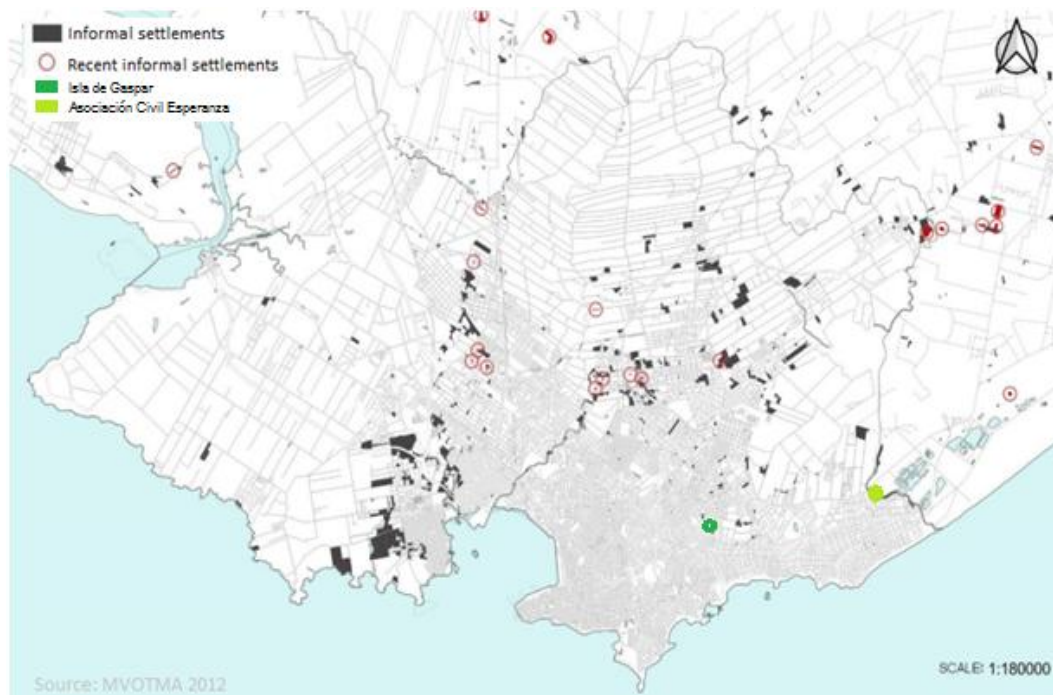 Informal settlements
Recent informal settlements
Isla de Gaspar
Asociación Civil Esperanza
SCALE: 1:180000
Source: MVOTMA 2012